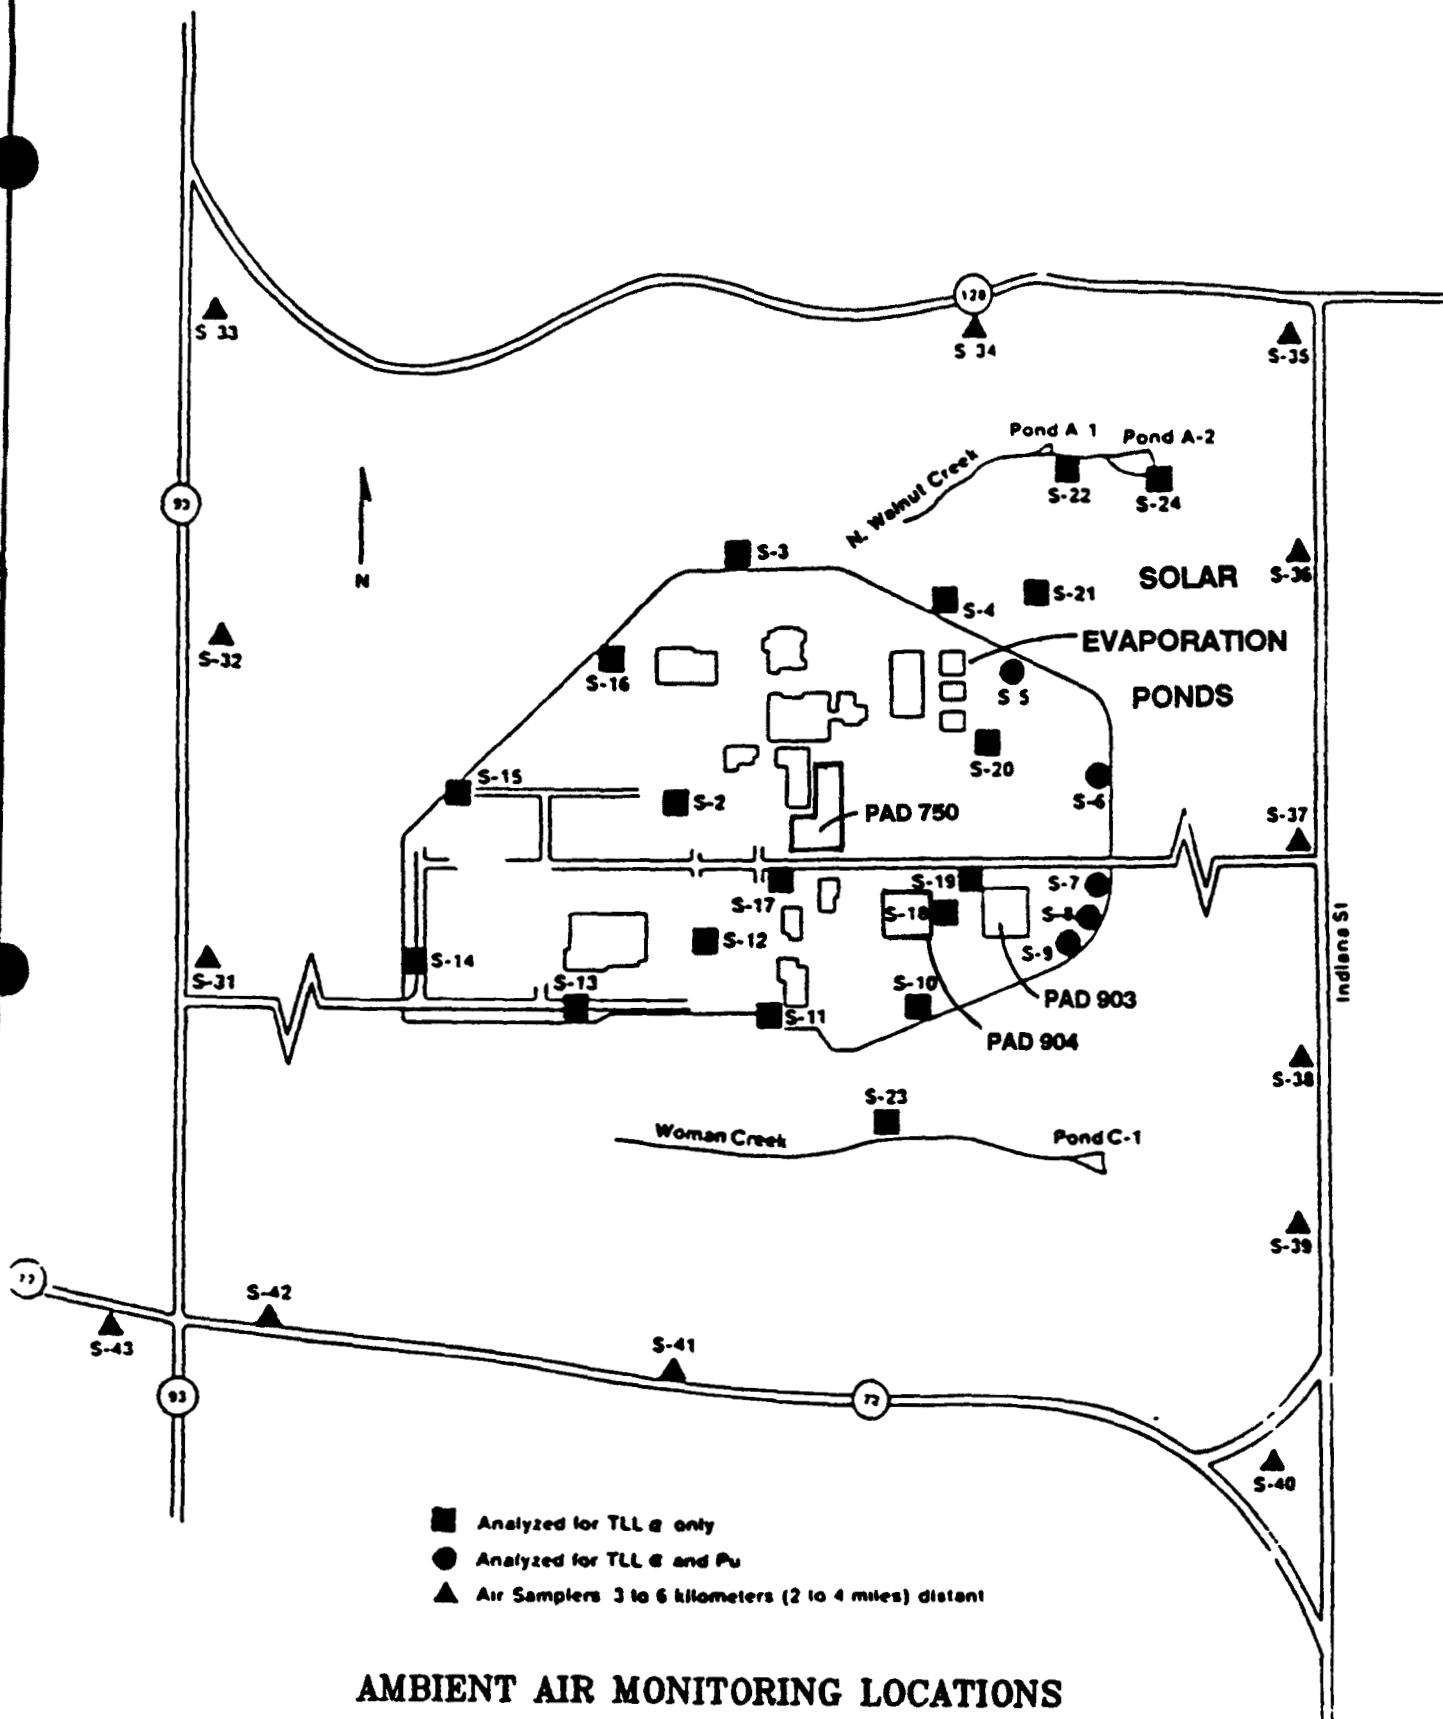 128
S 33
S 34
S-35
Pond A 1
Pond A-2
N. Walnut Creek
S-22
S-24
93
N
S-3
S-36
SOLAR
S-21
S-4
EVAPORATION
S-32
S-16
S 5
PONDS
S-20
S-15
S-2
S-6
PAD 750
S-37
S-19
S-7
S-17
S-18
S-8
S-12
S-9
Indiana St
S-14
S-31
S-13
S-10
PAD 903
S-11
PAD 904
S-38
S-23
Woman Creek
Pond C-1
S-39
S-42
S-43
S-41
93
72
S-40
Analyzed for TLL α only
Analyzed for TLL α and Pu
Air Samplers 3 to 6 kilometers (2 to 4 miles) distant
AMBIENT AIR MONITORING LOCATIONS